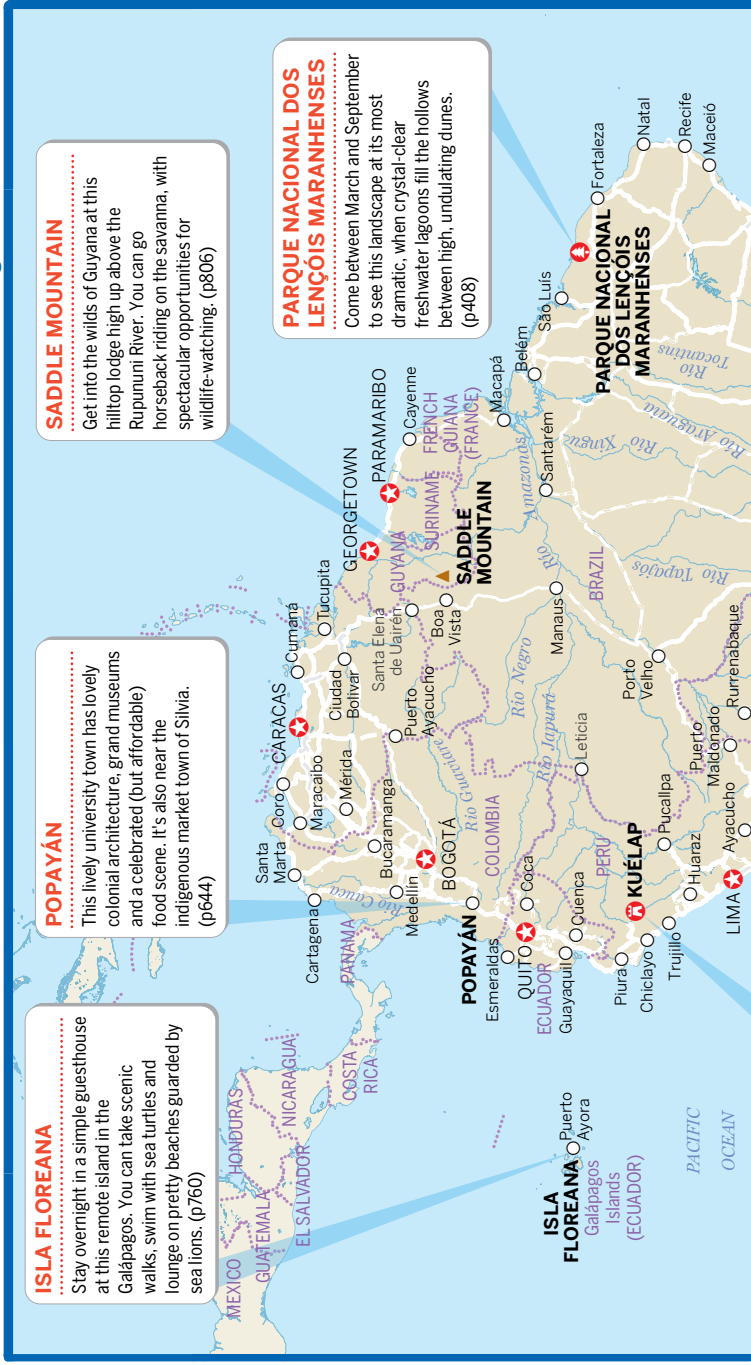 ISLA FLOREANA
Stay overnight in a simple guesthouse
at this remote island in the
Galápagos. You can take scenic
walks, swim with sea turtles and
lounge on pretty beaches guarded by
sea lions. (p760)
POPAYÁN
This lively university town has lovely
colonial architecture, grand museums
and a celebrated (but affordable)
food scene. It's also near the
indigenous market town of Silvia.
(p644)
SADDLE MOUNTAIN
Get into the wilds of Guyana at this
hilltop lodge high up above the
Rupununi River. You can go
horseback riding on the savanna, with
spectacular opportunities for
wildlife-watching. (p806)
PARQUE NACIONAL DOS
LENÇÓIS MARANHENSES
Come between March and September
to see this landscape at its most
dramatic, when crystal-clear
freshwater lagoons fill the hollows
between high, undulating dunes.
(p408)
MEXICO
GUATEMALA
HONDURAS
EL SALVADOR
NICARAGUA
COSTA
RICA
PANAMA
Cartagena
Santa
Marta
Coro
Maracaibo
Mérida
CARACAS
Cumaná
Tucupita
Ciudad
Bolívar
GEORGETOWN
PARAMARIBO
Cayenne
FRENCH
GUIANA
(FRANCE)
SURINAME
GUYANA
Santa Elena
de Uairén
Puerto
Ayacucho
Bucaramanga
Medellín
Río Cauca
BOGOTÁ
Río Guaviare
COLOMBIA
POPAYÁN
Esmeraldas
QUITO
Coca
ECUADOR
Guayaquil
Cuenca
Boa
Vista
SADDLE
MOUNTAIN
Macapá
Belém
São Luís
Fortaleza
Natal
Recife
Maceió
PARQUE NACIONAL
DOS LENÇÓIS
MARANHENSES
Santarém
Rio Amazonas
Manaus
Rio Negro
Rio Japurá
Leticia
Rio Xingu
Rio Araguaia
Rio
Tocantins
Rio Tapajós
BRAZIL
Porto
Velho
PERU
KUÉLAP
Piura
Chiclayo
Trujillo
Pucallpa
Huaraz
LIMA
Ayacucho
Puerto
Maldonado
Rurrenabaque
ISLA
FLOREANA
Puerto
Ayora
Galápagos
Islands
(ECUADOR)
PACIFIC
OCEAN